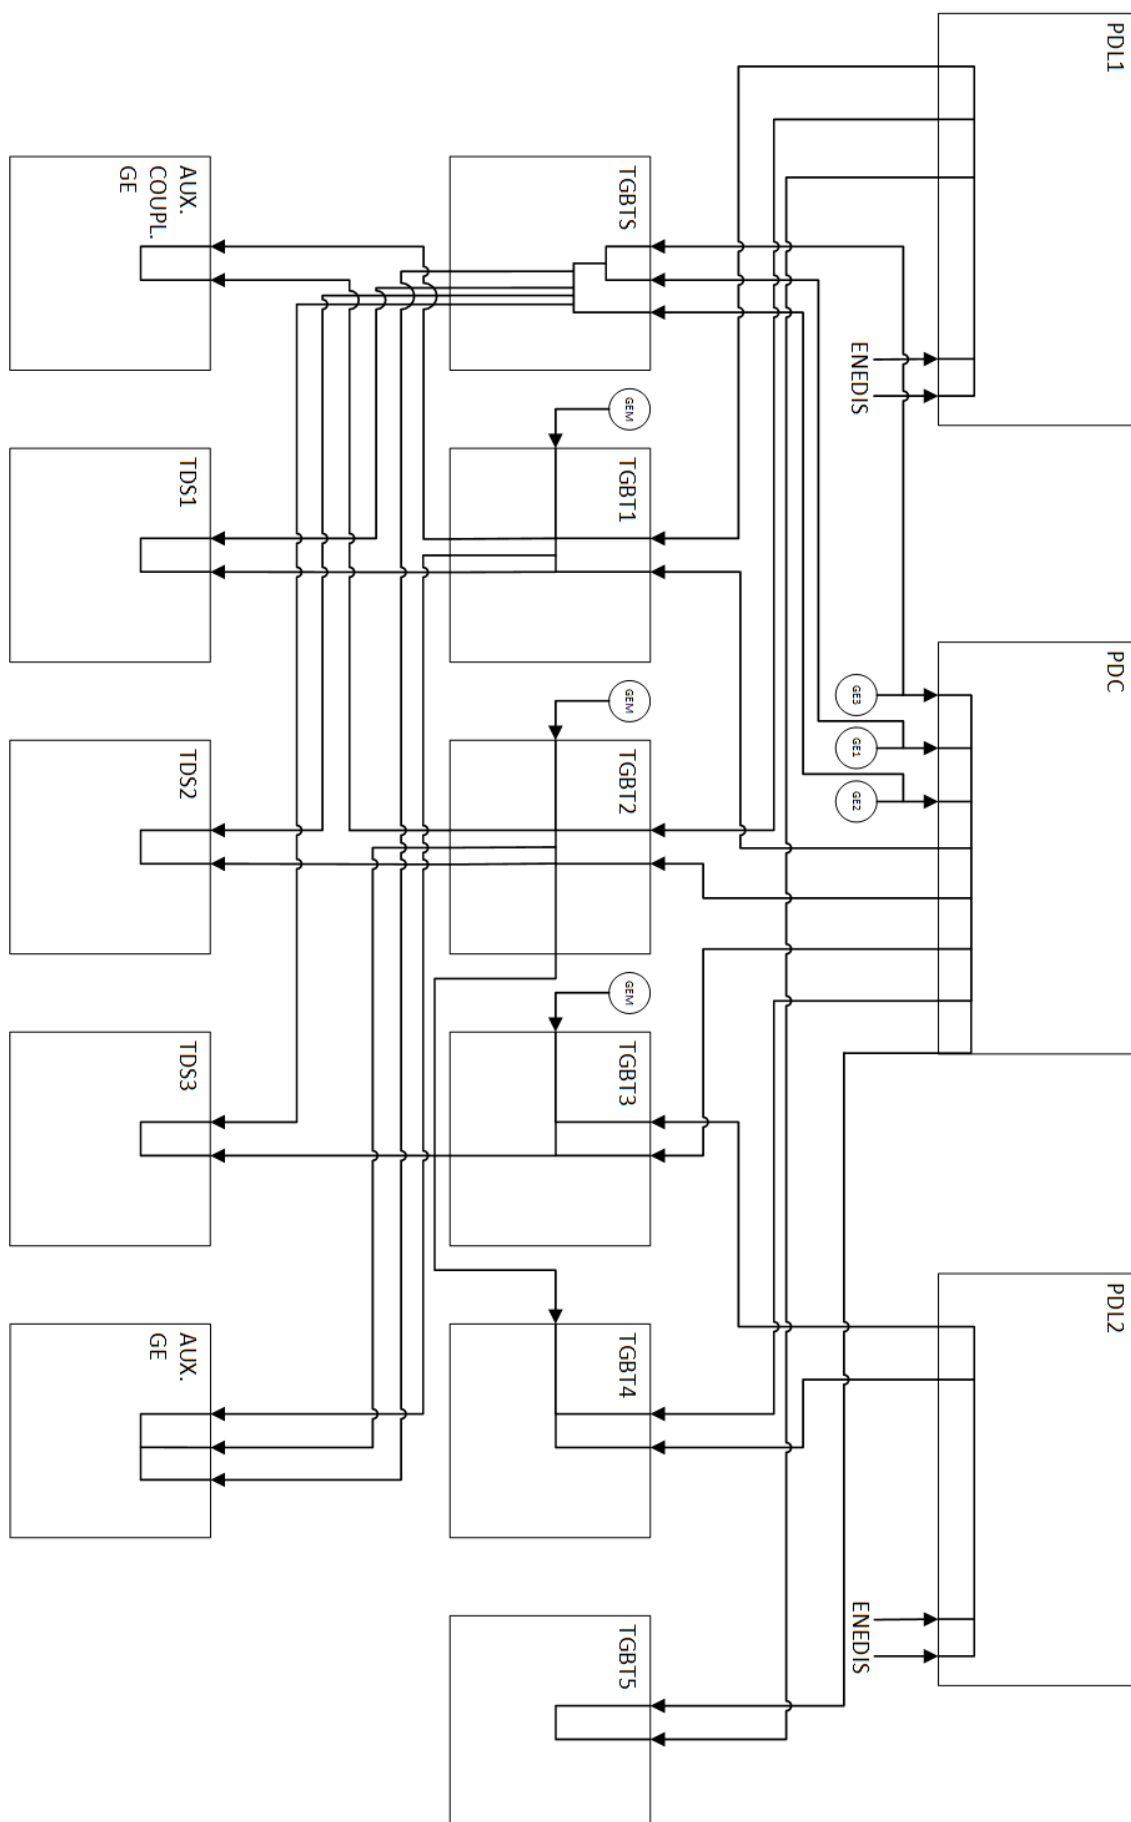 PDL1
ENEDIS
PDC
GE3
GE1
GE2
PDL2
ENEDIS
TGBTS
GEM
TGBT1
GEM
TGBT2
GEM
TGBT3
TGBT4
TGBT5
AUX.
COUPL.
GE
TDS1
TDS2
TDS3
AUX.
GE